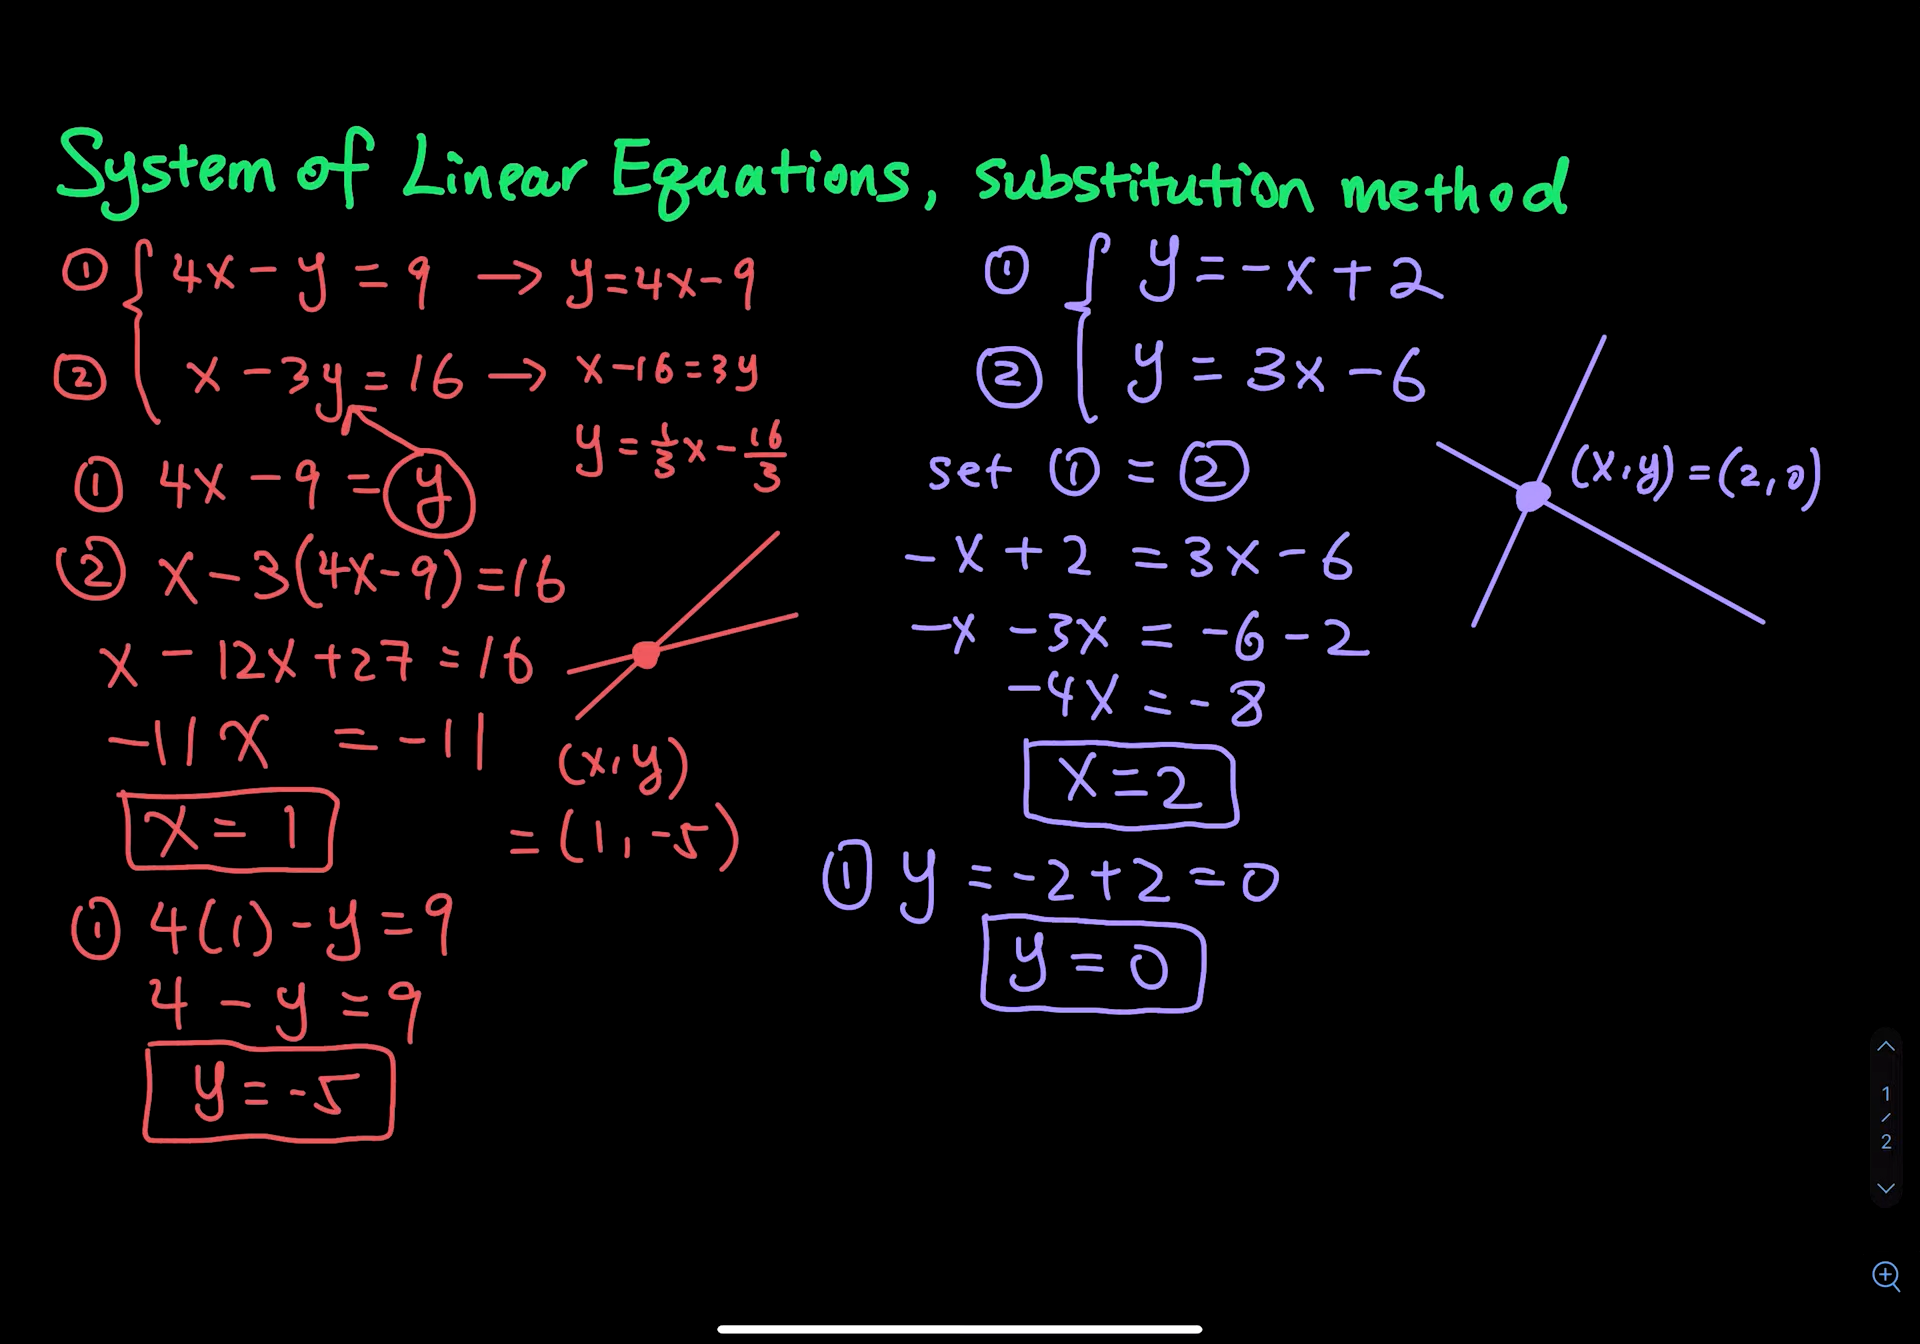 System of Linear Equations, substitution method
① 4x - y = 9 → y = 4x - 9
② x - 3y = 16 → x - 16 = 3y
y = 1/3 x - 16/3
① 4x - 9 = y
② x - 3(4x - 9) = 16
x - 12x + 27 = 16
-11x = -11
x = 1
① 4(1) - y = 9
4 - y = 9
y = -5
(x, y)
= (1, -5)
① y = -x + 2
② y = 3x - 6
set ① = ②
-x + 2 = 3x - 6
-x - 3x = -6 - 2
-4x = -8
x = 2
① y = -2 + 2 = 0
y = 0
(x, y) = (2, 0)
1
/
2